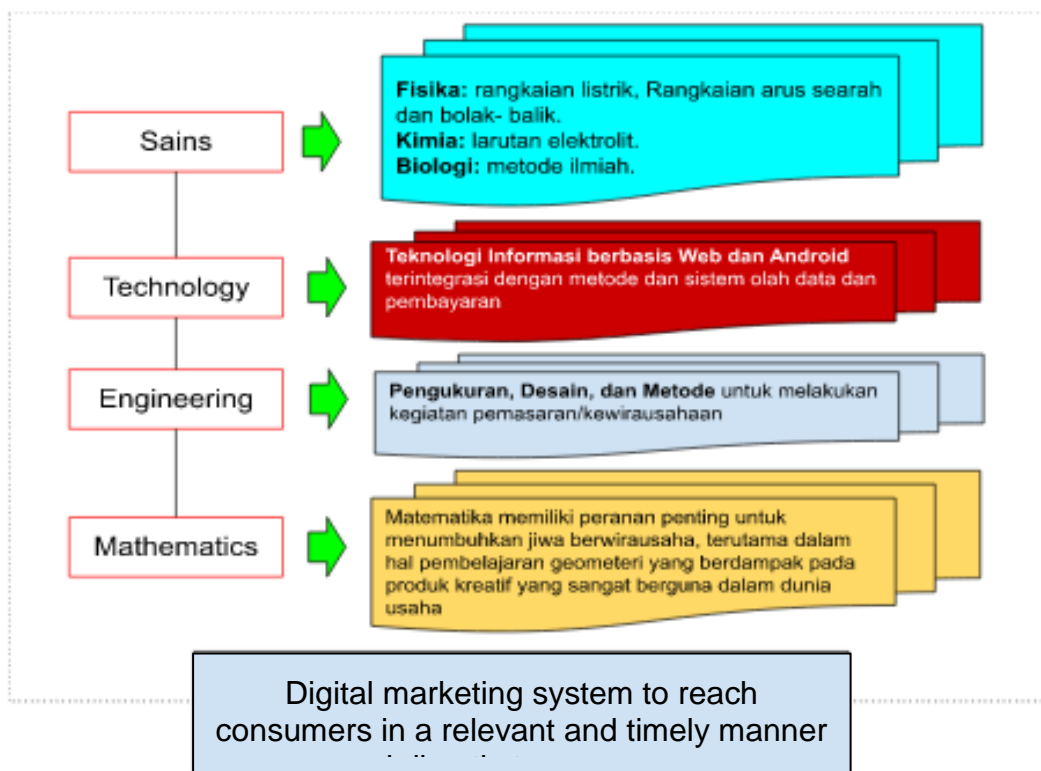 Sains
Fisika: rangkaian listrik, Rangkaian arus searah
dan bolak- balik.
Kimia: larutan elektrolit.
Biologi: metode ilmiah.
Technology
Teknologi Informasi berbasis Web dan Android
terintegrasi dengan metode dan sistem olah data dan
pembayaran
Engineering
Pengukuran, Desain, dan Metode untuk melakukan
kegiatan pemasaran/kewirausahaan
Mathematics
Matematika memiliki peranan penting untuk
menumbuhkan jiwa berwirausaha, terutama dalam
hal pembelajaran geometeri yang berdampak pada
produk kreatif yang sangat berguna dalam dunia
usaha
Digital marketing system to reach
consumers in a relevant and timely manner